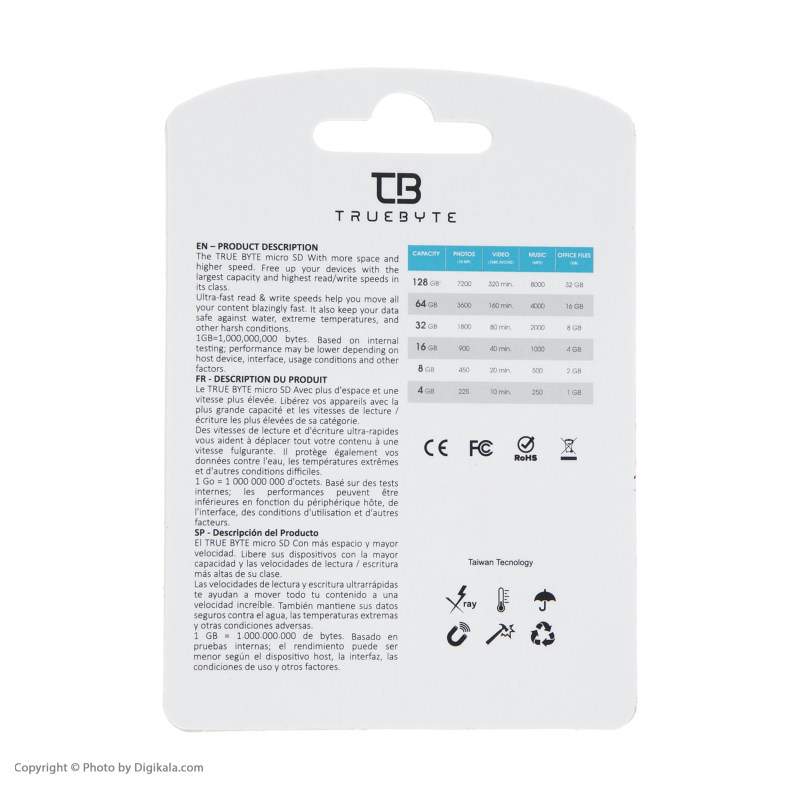 TB
TRUEBYTE
EN – PRODUCT DESCRIPTION
The TRUE BYTE micro SD With more space and
higher speed. Free up your devices with the
largest capacity and highest read/write speeds in
its class.
Ultra-fast read & write speeds help you move all
your content blazingly fast. It also keep your data
safe against water, extreme temperatures, and
other harsh conditions.
1GB=1,000,000,000 bytes. Based on internal
testing; performance may be lower depending on
host device, interface, usage conditions and other
factors.
FR - DESCRIPTION DU PRODUIT
Le TRUE BYTE micro SD Avec plus d'espace et une
vitesse plus élevée. Libérez vos appareils avec la
plus grande capacité et les vitesses de lecture /
écriture les plus élevées de sa catégorie.
Des vitesses de lecture et d'écriture ultra-rapides
vous aident à déplacer tout votre contenu à une
vitesse fulgurante. Il protège également vos
données contre l'eau, les températures extrêmes
et d'autres conditions difficiles.
1 Go = 1 000 000 000 d'octets. Basé sur des tests
internes; les performances peuvent être
inférieures en fonction du périphérique hôte, de
l'interface, des conditions d'utilisation et d'autres
facteurs.
SP - Descripción del Producto
El TRUE BYTE micro SD Con más espacio y mayor
velocidad. Libere sus dispositivos con la mayor
capacidad y las velocidades de lectura / escritura
más altas de su clase.
Las velocidades de lectura y escritura ultrarrápidas
te ayudan a mover todo tu contenido a una
velocidad increíble. También mantiene sus datos
seguros contra el agua, las temperaturas extremas
y otras condiciones adversas.
1 GB = 1.000.000.000 de bytes. Basado en
pruebas internas; el rendimiento puede ser
menor según el dispositivo host, la interfaz, las
condiciones de uso y otros factores.
CAPACITY PHOTOS VIDEO MUSIC OFFICE FILES
128 GB 7200 320 min. 8000 32 GB
64 GB 3600 160 min. 4000 16 GB
32 GB 1800 80 min. 2000 8 GB
16 GB 900 40 min. 1000 4 GB
8 GB 450 20 min. 500 2 GB
4 GB 225 10 min. 250 1 GB
CE FC RoHS
Taiwan Tecnology
X ray
Copyright © Photo by Digikala.com